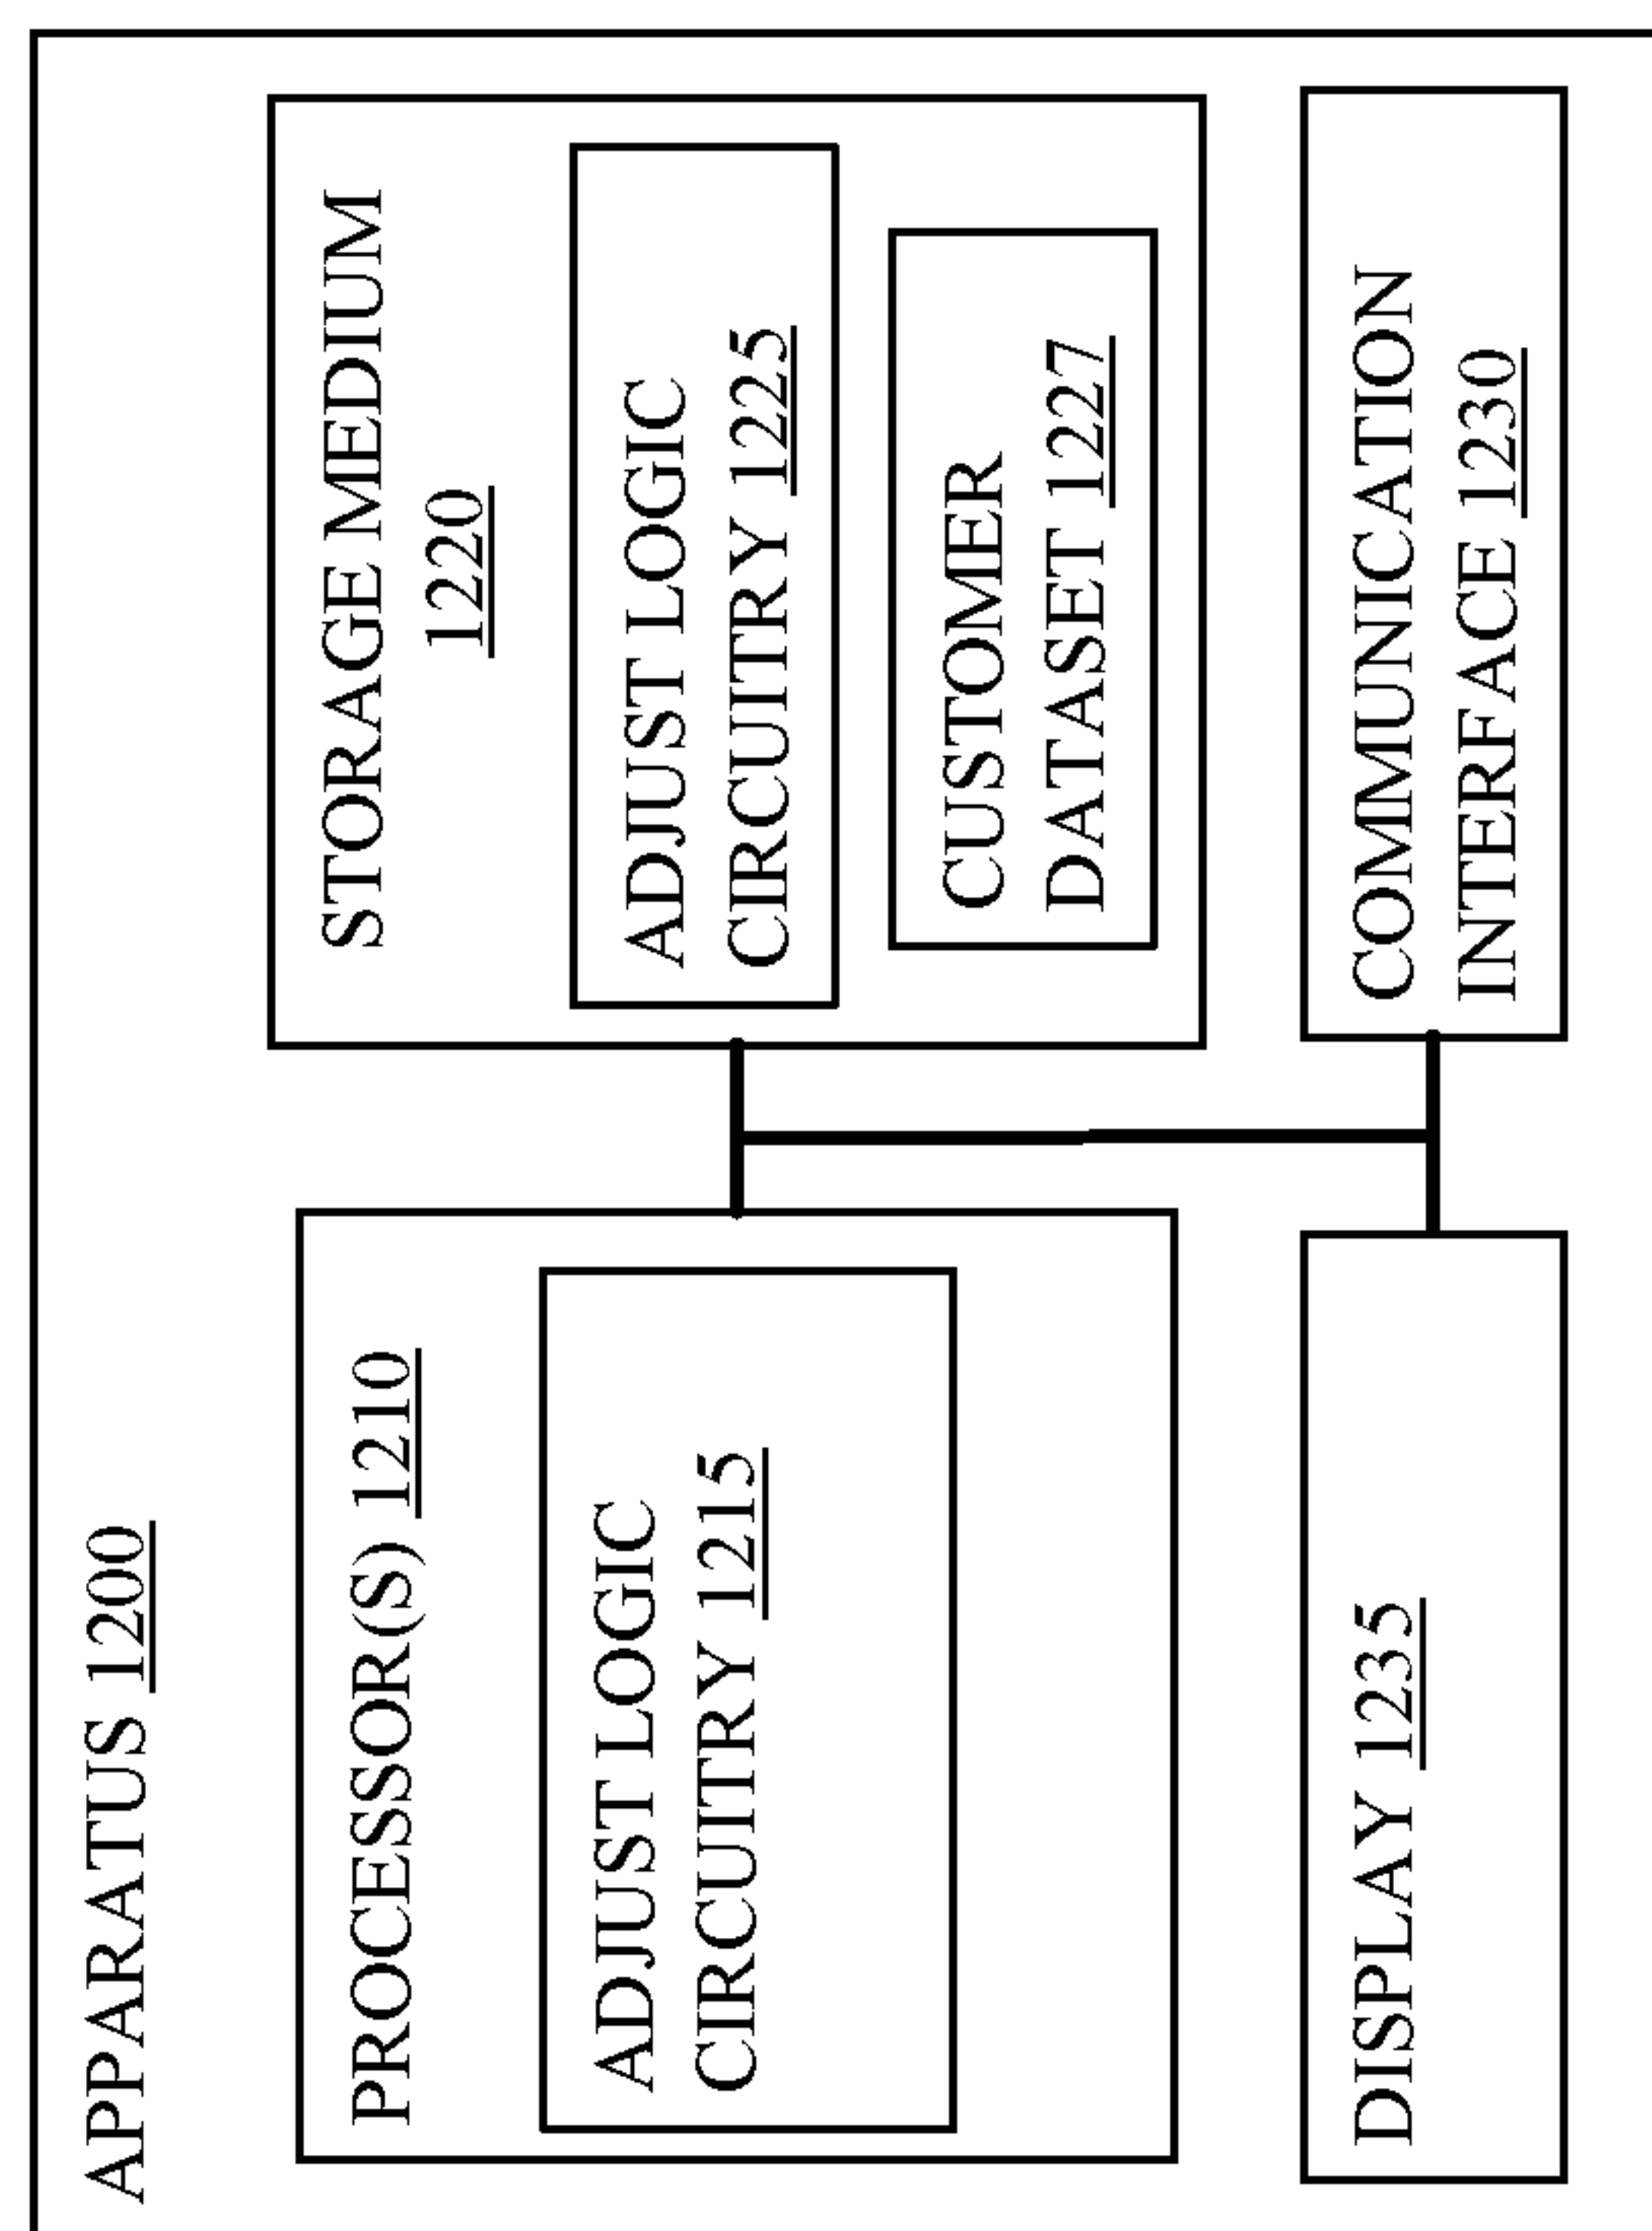 APPARATUS 1200
PROCESSOR(S) 1210
ADJUST LOGIC
CIRCUITRY 1215
STORAGE MEDIUM
1220
ADJUST LOGIC
CIRCUITRY 1225
CUSTOMER
DATASET 1227
DISPLAY 1235
COMMUNICATION
INTERFACE 1230